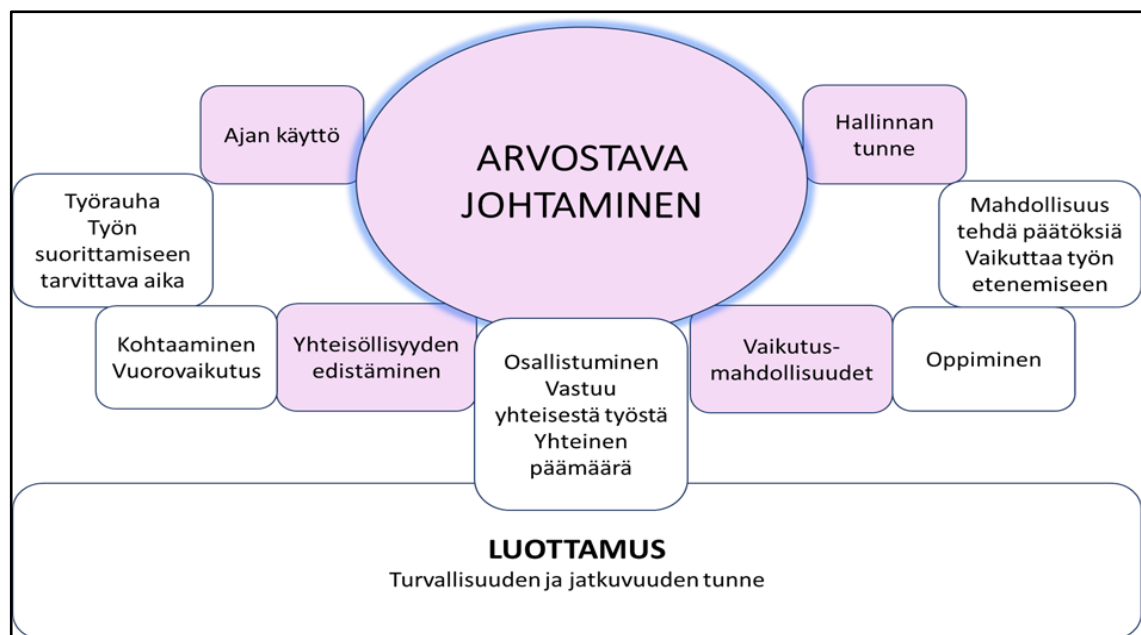 ARVOSTAVA
JOHTAMINEN
Ajan käyttö
Hallinnan
tunne
Työrauha
Työn
suorittamiseen
tarvittava aika
Mahdollisuus
tehdä päätöksiä
Vaikuttaa työn
etenemiseen
Kohtaaminen
Vuorovaikutus
Yhteisöllisyyden
edistäminen
Osallistuminen
Vastuu
yhteisestä työstä
Yhteinen
päämäärä
Vaikutus-
mahdollisuudet
Oppiminen
LUOTTAMUS
Turvallisuuden ja jatkuvuuden tunne